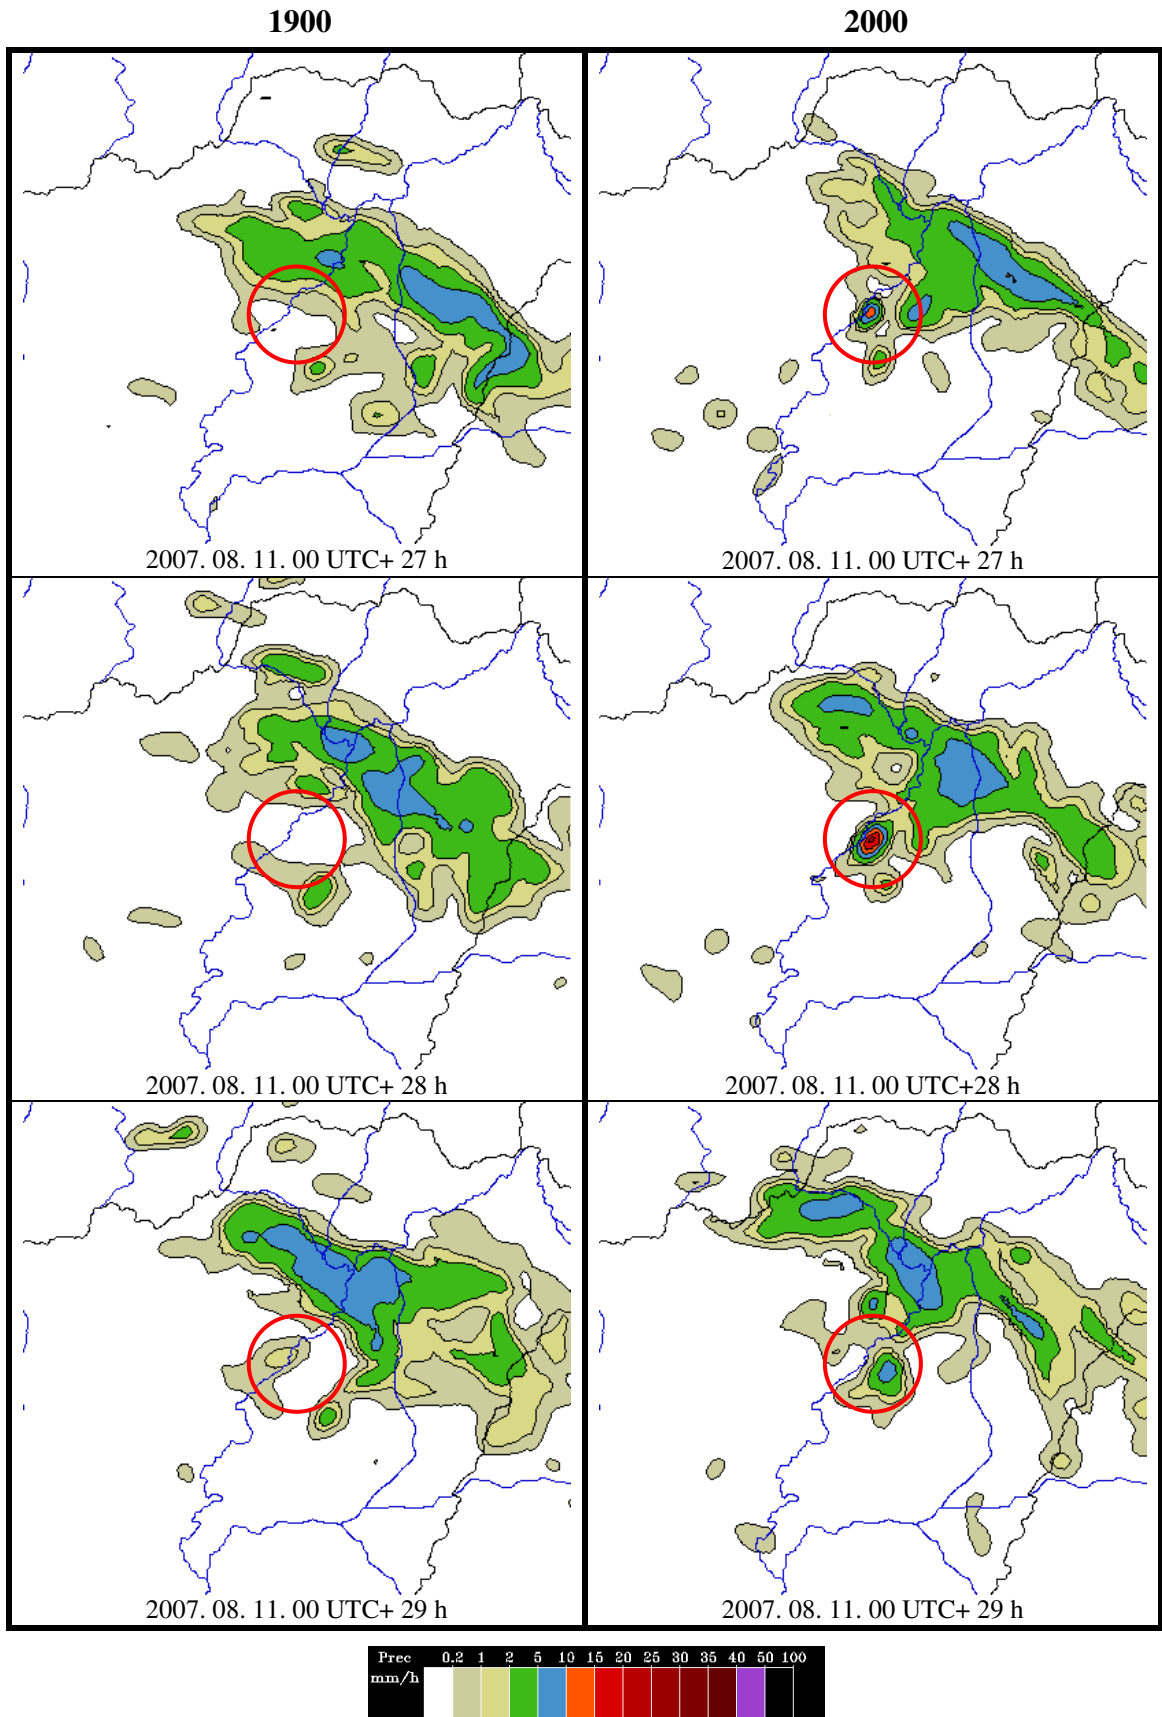 1900 2000
2007. 08. 11. 00 UTC+ 27 h 2007. 08. 11. 00 UTC+ 27 h
2007. 08. 11. 00 UTC+ 28 h 2007. 08. 11. 00 UTC+28 h
2007. 08. 11. 00 UTC+ 29 h 2007. 08. 11. 00 UTC+ 29 h
Prec 0.2 1 2 5 10 15 20 25 30 35 40 50 100
mm/h